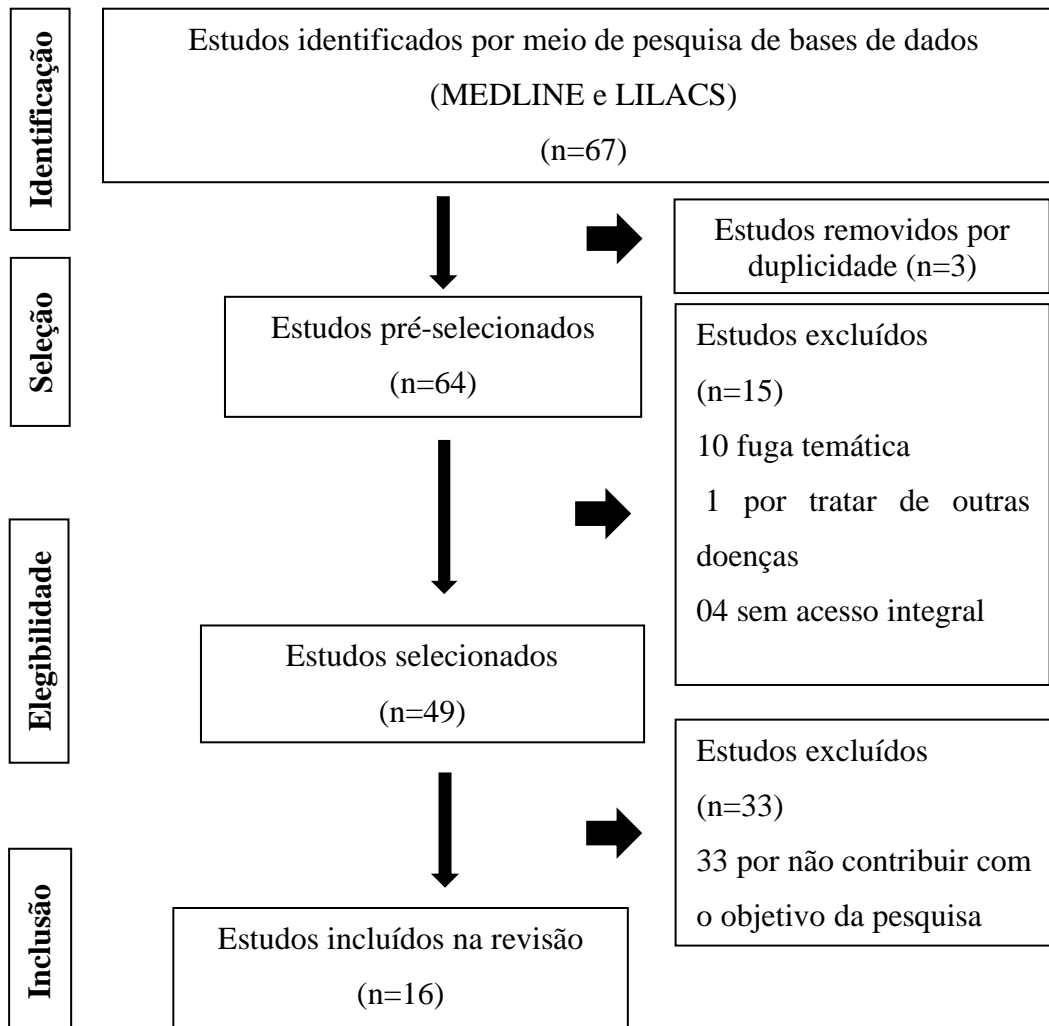 Identificação
Estudos identificados por meio de pesquisa de bases de dados
(MEDLINE e LILACS)
(n=67)
Estudos removidos por
duplicidade (n=3)
Seleção
Estudos pré-selecionados
(n=64)
Estudos excluídos
(n=15)
10 fuga temática
1 por tratar de outras
doenças
04 sem acesso integral
Elegibilidade
Estudos selecionados
(n=49)
Estudos excluídos
(n=33)
33 por não contribuir com
o objetivo da pesquisa
Inclusão
Estudos incluídos na revisão
(n=16)